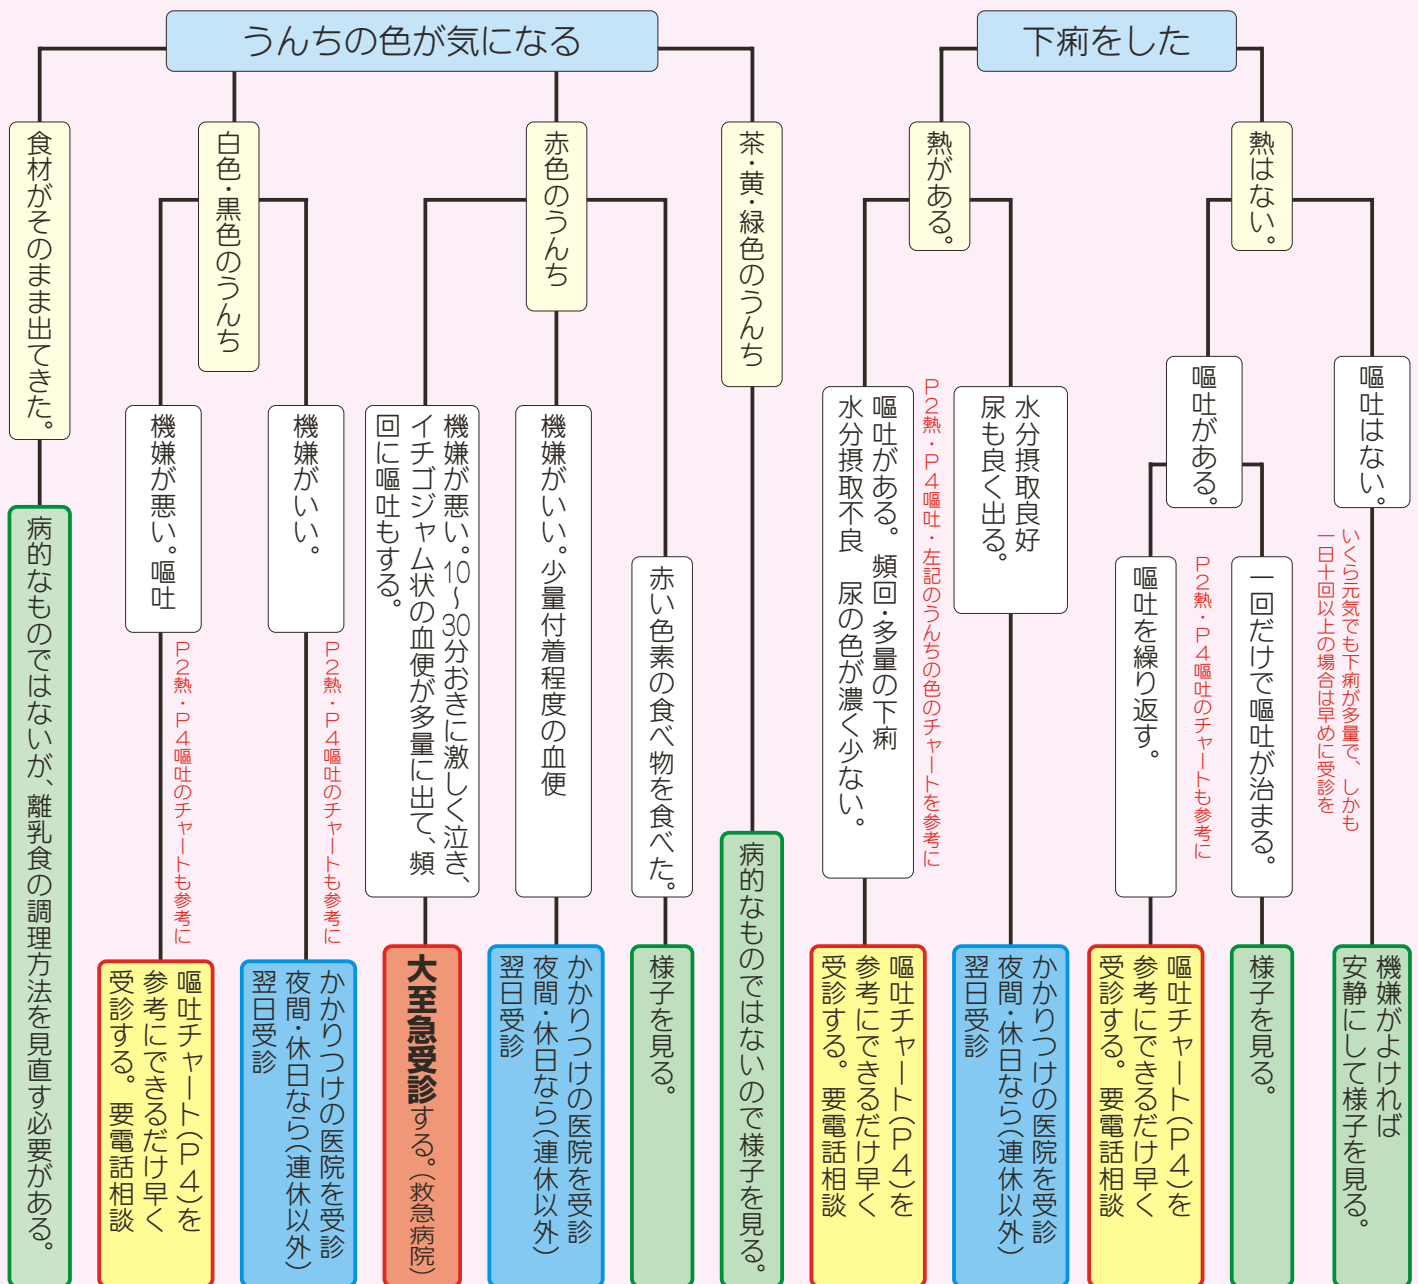 下痢をした
熱はない。
嘔吐はない。
いくら元気でも下痢が多量で、しかも
一日十回以上の場合は早めに受診を
機嫌がよければ
安静にして様子を見る。
嘔吐がある。
一回だけで嘔吐が治まる。
様子を見る。
P2熱・P4嘔吐のチャートも参考に
嘔吐を繰り返す。
嘔吐チャート(P4)を
参考にできるだけ早く
受診する。要電話相談
熱がある。
水分摂取良好
尿も良く出る。
かかりつけの医院を受診
夜間・休日なら(連休以外)
翌日受診
P2熱・P4嘔吐・左記のうんちの色のチャートを参考に
嘔吐がある。頻回・多量の下痢
水分摂取不良　尿の色が濃く少ない。
嘔吐チャート(P4)を
参考にできるだけ早く
受診する。要電話相談
うんちの色が気になる
茶・黄・緑色のうんち
病的なものではないので様子を見る。
赤色のうんち
赤い色素の食べ物を食べた。
様子を見る。
機嫌がいい。少量付着程度の血便
かかりつけの医院を受診
夜間・休日なら(連休以外)
翌日受診
機嫌が悪い。10〜30分おきに激しく泣き、
イチゴジャム状の血便が多量に出て、頻
回に嘔吐もする。
大至急受診する。(救急病院)
白色・黒色のうんち
機嫌がいい。
P2熱・P4嘔吐のチャートも参考に
かかりつけの医院を受診
夜間・休日なら(連休以外)
翌日受診
機嫌が悪い。嘔吐
P2熱・P4嘔吐のチャートも参考に
嘔吐チャート(P4)を
参考にできるだけ早く
受診する。要電話相談
食材がそのまま出てきた。
病的なものではないが、離乳食の調理方法を見直す必要がある。